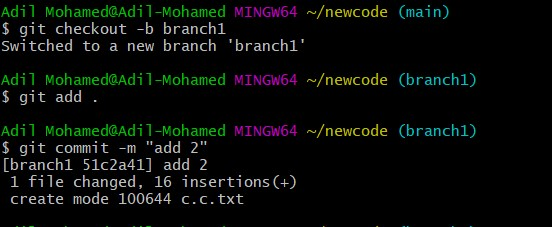 Adil Mohamed@Adil-Mohamed MINGW64 ~/newcode (main)
$ git checkout -b branch1
Switched to a new branch 'branch1'
Adil Mohamed@Adil-Mohamed MINGW64 ~/newcode (branch1)
$ git add .
Adil Mohamed@Adil-Mohamed MINGW64 ~/newcode (branch1)
$ git commit -m "add 2"
[branch1 51c2a41] add 2
 1 file changed, 16 insertions(+)
 create mode 100644 c.c.txt